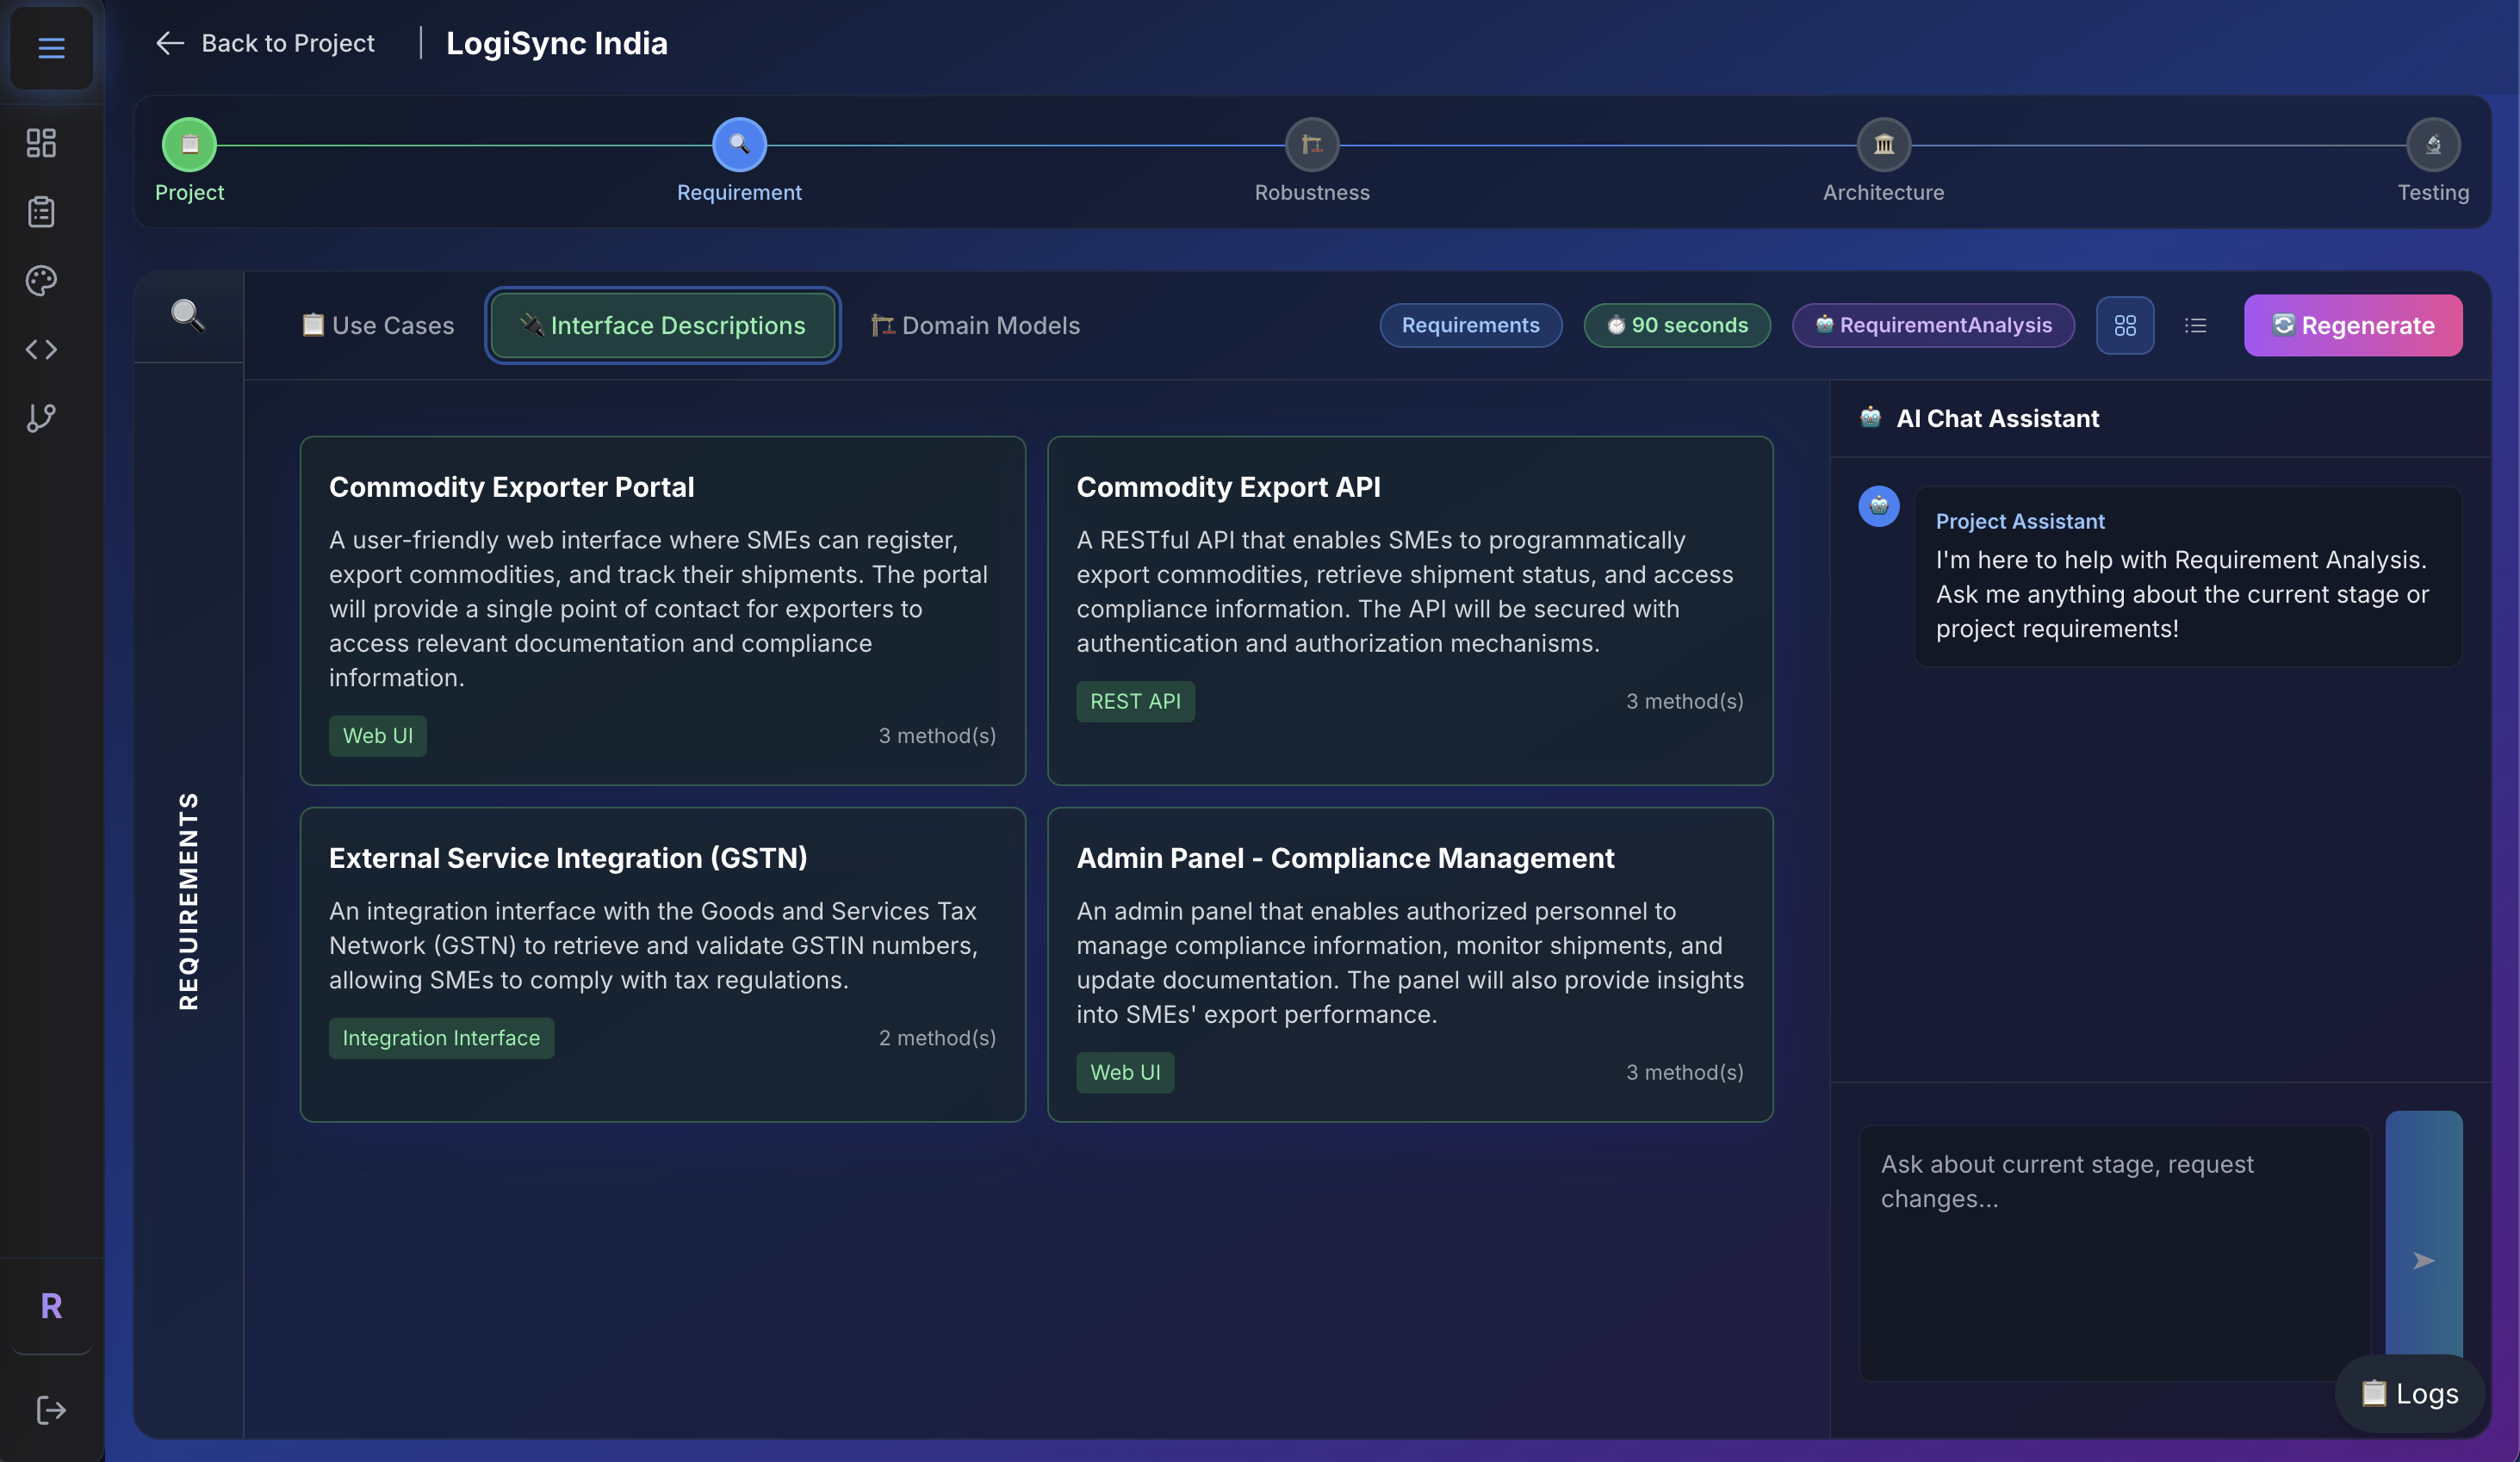 Back to Project
LogiSync India
Project
Requirement
Robustness
Architecture
Testing
Use Cases
Interface Descriptions
Domain Models
Requirements
90 seconds
RequirementAnalysis
Regenerate
REQUIREMENTS
Commodity Exporter Portal
A user-friendly web interface where SMEs can register,
export commodities, and track their shipments. The portal
will provide a single point of contact for exporters to
access relevant documentation and compliance
information.
Web UI
3 method(s)
Commodity Export API
A RESTful API that enables SMEs to programmatically
export commodities, retrieve shipment status, and access
compliance information. The API will be secured with
authentication and authorization mechanisms.
REST API
3 method(s)
External Service Integration (GSTN)
An integration interface with the Goods and Services Tax
Network (GSTN) to retrieve and validate GSTIN numbers,
allowing SMEs to comply with tax regulations.
Integration Interface
2 method(s)
Admin Panel - Compliance Management
An admin panel that enables authorized personnel to
manage compliance information, monitor shipments, and
update documentation. The panel will also provide insights
into SMEs' export performance.
Web UI
3 method(s)
AI Chat Assistant
Project Assistant
I'm here to help with Requirement Analysis.
Ask me anything about the current stage or
project requirements!
Ask about current stage, request
changes...
Logs
R